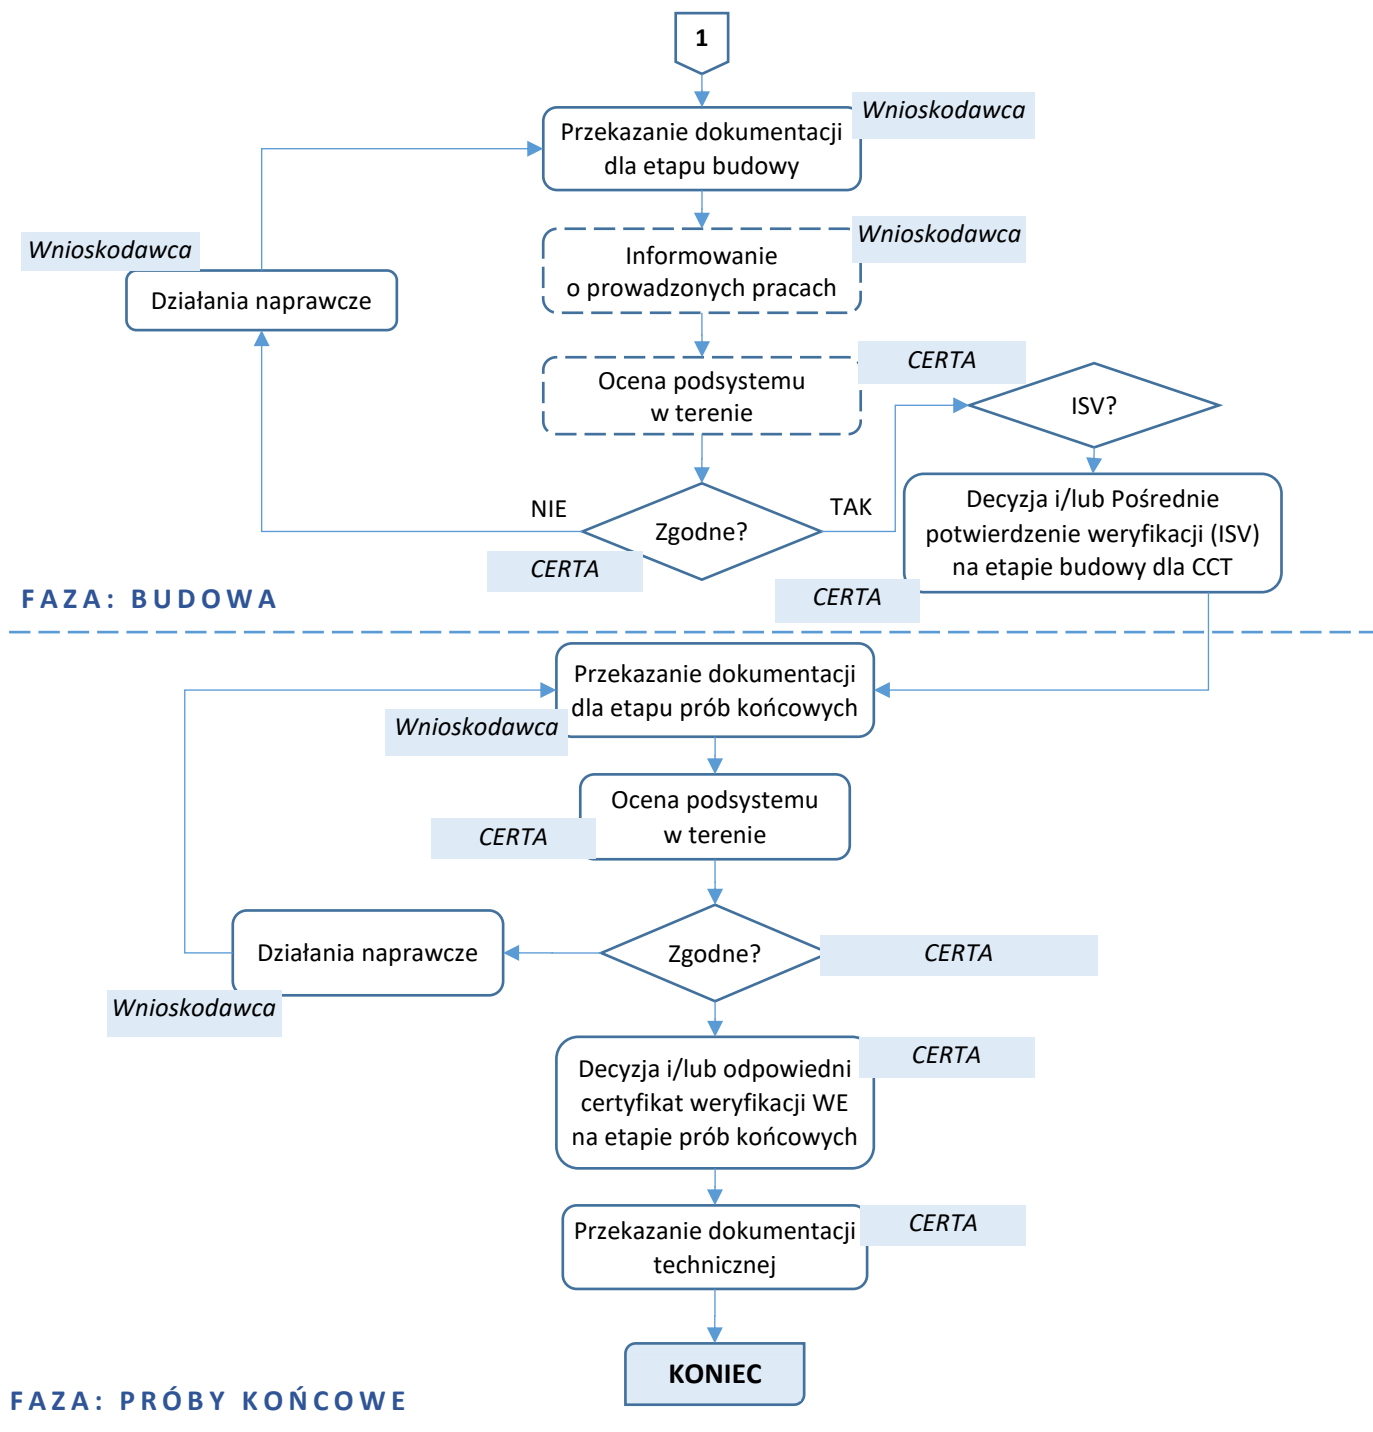 1
Wnioskodawca
Przekazanie dokumentacji
dla etapu budowy
Wnioskodawca
Wnioskodawca
Informowanie
o prowadzonych pracach
Działania naprawcze
CERTA
Ocena podsystemu
w terenie
ISV?
NIE
TAK
Zgodne?
CERTA
Decyzja i/lub Pośrednie
potwierdzenie weryfikacji (ISV)
na etapie budowy dla CCT
CERTA
FAZA: BUDOWA
Przekazanie dokumentacji
dla etapu prób końcowych
Wnioskodawca
Ocena podsystemu
w terenie
CERTA
Działania naprawcze
Zgodne?
CERTA
Wnioskodawca
CERTA
Decyzja i/lub odpowiedni
certyfikat weryfikacji WE
na etapie prób końcowych
CERTA
Przekazanie dokumentacji
technicznej
KONIEC
FAZA: PRÓBY KOŃCOWE